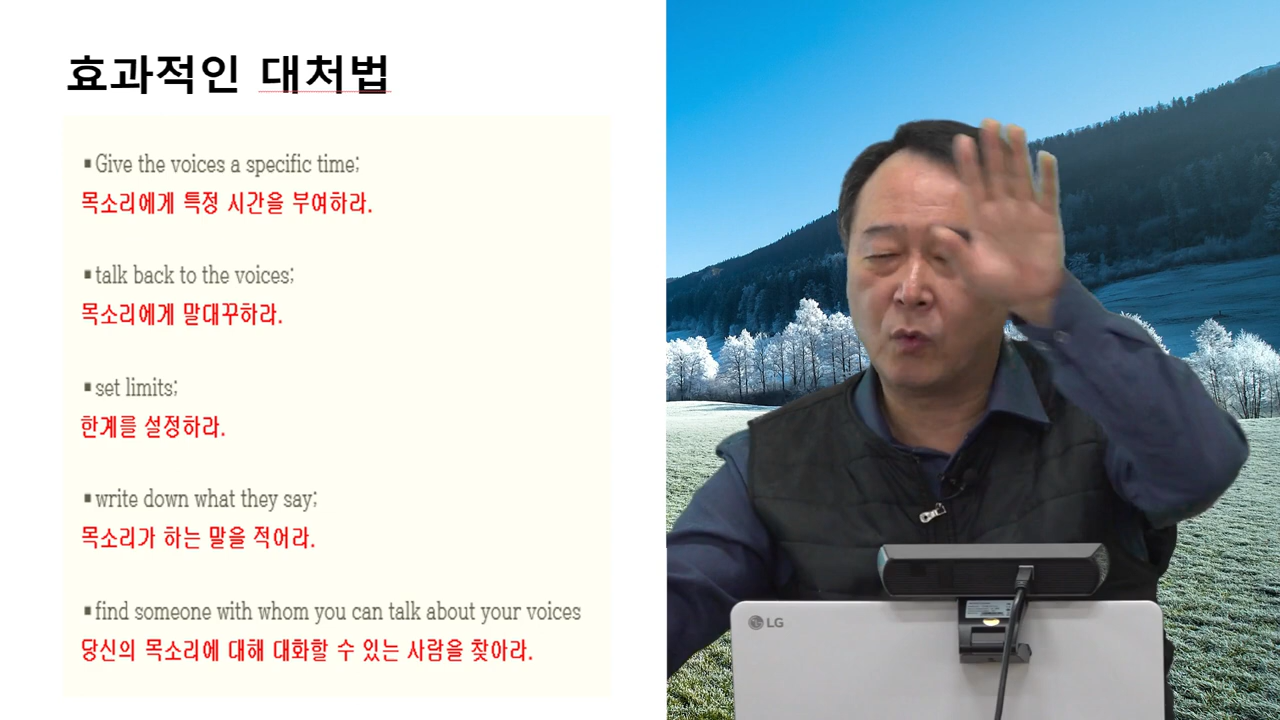 효과적인 대처법
▪Give the voices a specific time;
목소리에게 특정 시간을 부여하라.
▪talk back to the voices;
목소리에게 말대꾸하라.
▪set limits;
한계를 설정하라.
▪write down what they say;
목소리가 하는 말을 적어라.
▪find someone with whom you can talk about your voices
당신의 목소리에 대해 대화할 수 있는 사람을 찾아라.
LG